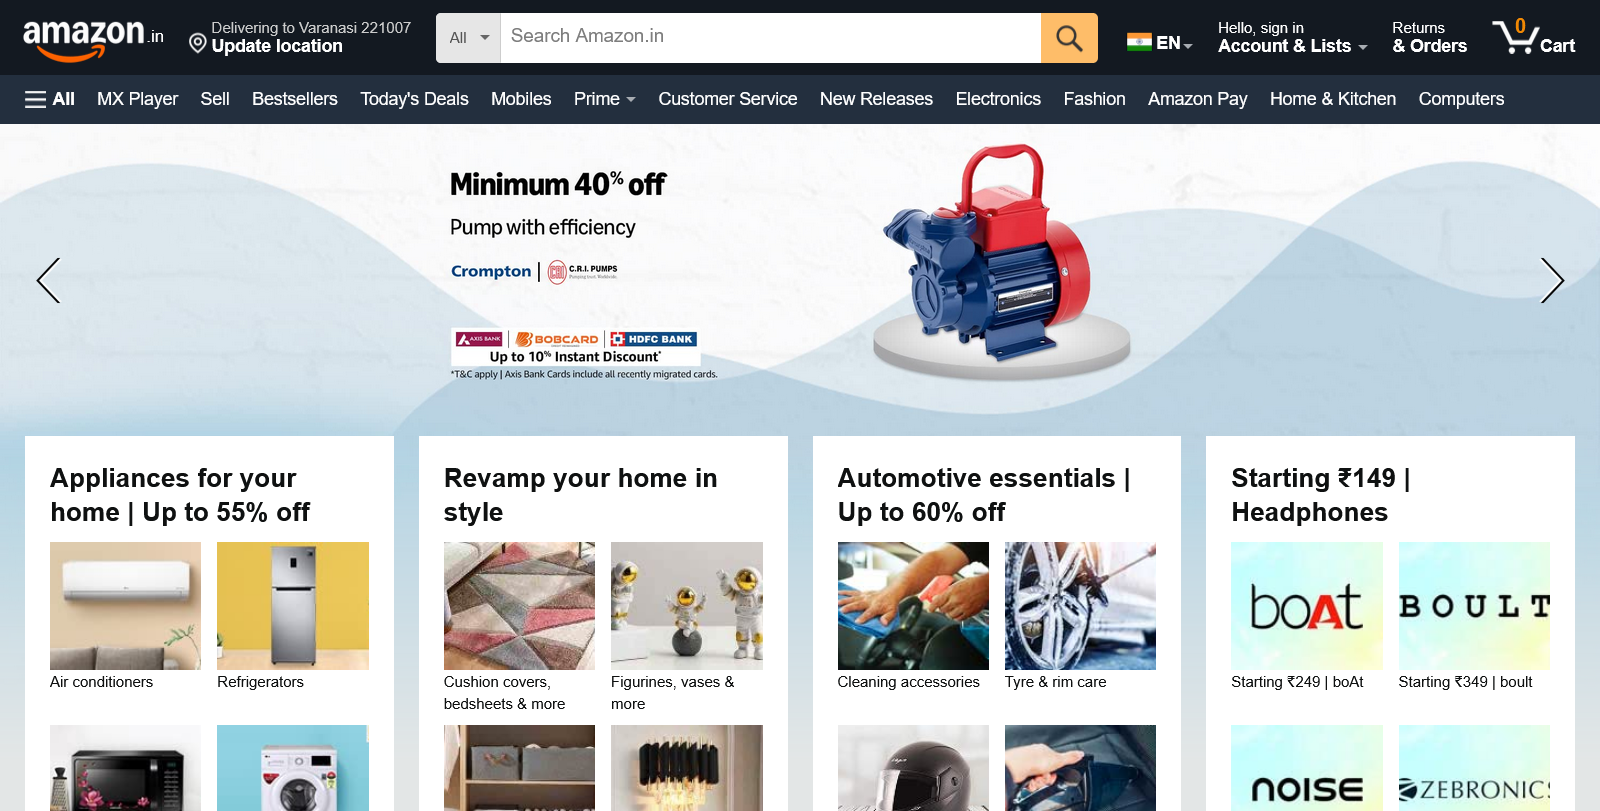 amazon.in
Delivering to Varanasi 221007
Update location
All
Search Amazon.in
EN
Hello, sign in
Account & Lists
Returns
& Orders
0
Cart
All
MX Player
Sell
Bestsellers
Today's Deals
Mobiles
Prime
Customer Service
New Releases
Electronics
Fashion
Amazon Pay
Home & Kitchen
Computers
Minimum 40% off
Pump with efficiency
Crompton | C.R.I. PUMPS
Pumping trust. Worldwide.
AXIS BANK | BOBCARD | HDFC BANK
Up to 10% Instant Discount*
*T&C apply | Axis Bank Cards include all recently migrated cards.
Appliances for your
home | Up to 55% off
Air conditioners
Refrigerators
Revamp your home in
style
Cushion covers,
bedsheets & more
Figurines, vases &
more
Automotive essentials |
Up to 60% off
Cleaning accessories
Tyre & rim care
Starting ₹149 |
Headphones
boAt
BOULT
Starting ₹249 | boAt
Starting ₹349 | boult
NOISE
ZEBRONICS